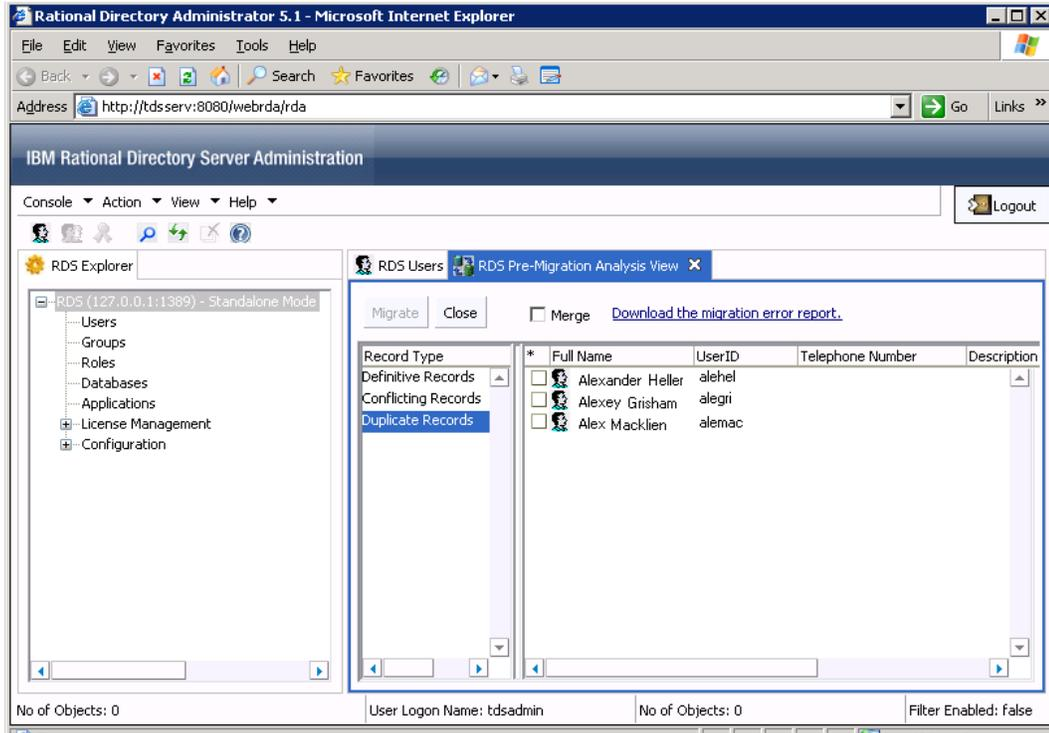 Rational Directory Administrator 5.1 - Microsoft Internet Explorer
File Edit View Favorites Tools Help
Back Search Favorites
Address http://tdsserv:8080/webrda/rda Go Links »
IBM Rational Directory Server Administration
Console Action View Help Logout
RDS Explorer
RDS Users RDS Pre-Migration Analysis View
RDS (127.0.0.1:1389) - Standalone Mode
Users
Groups
Roles
Databases
Applications
License Management
Configuration
Migrate Close Merge Download the migration error report.
Record Type
Definitive Records
Conflicting Records
Duplicate Records
* Full Name UserID Telephone Number Description
Alexander Heller alehel
Alexey Grisham alegri
Alex Macklien alemac
No of Objects: 0 User Logon Name: tdsadmin No of Objects: 0 Filter Enabled: false